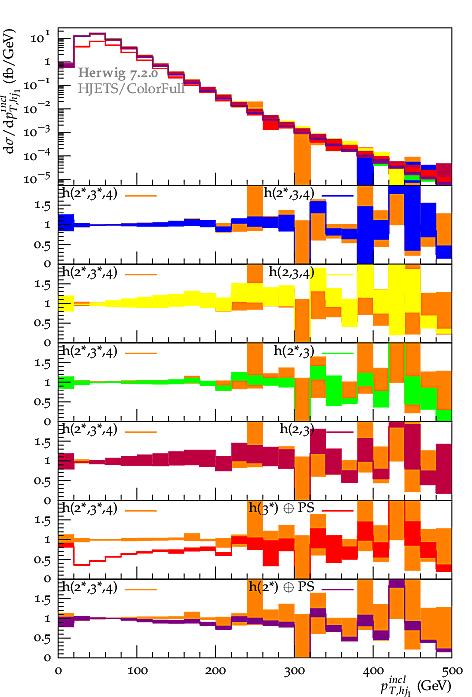 dσ/dp^{incl}_{T,hj_1} (fb/GeV)
10^1
1
10^{-1}
10^{-2}
10^{-3}
10^{-4}
10^{-5}
Herwig 7.2.0
HJETS/ColorFull
h(2*,3*,4) h(2*,3,4)
1.5
1
0.5
0
h(2*,3*,4) h(2,3,4)
1.5
1
0.5
0
h(2*,3*,4) h(2*,3)
1.5
1
0.5
0
h(2*,3*,4) h(2,3)
1.5
1
0.5
0
h(2*,3*,4) h(3*) ⊕ PS
1.5
1
0.5
0
h(2*,3*,4) h(2*) ⊕ PS
1.5
1
0.5
0
0 100 200 300 400 500
p^{incl}_{T,hj_1} (GeV)